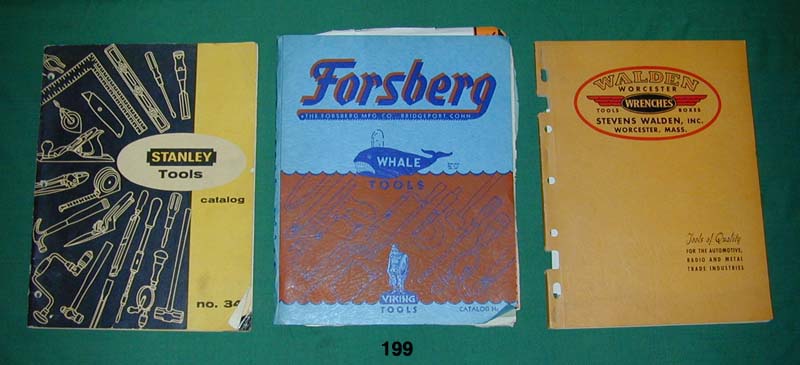 STANLEY
Tools
catalog
no. 34
Forsberg
THE FORSBERG MFG. CO. BRIDGEPORT, CONN.
WHALE
TOOLS
VIKING
TOOLS
CATALOG No
WALDEN
WORCESTER
WRENCHES
TOOLS BOXES
STEVENS WALDEN, INC.
WORCESTER, MASS.
Tools of Quality
FOR THE AUTOMOTIVE,
RADIO AND METAL
TRADE INDUSTRIES
199